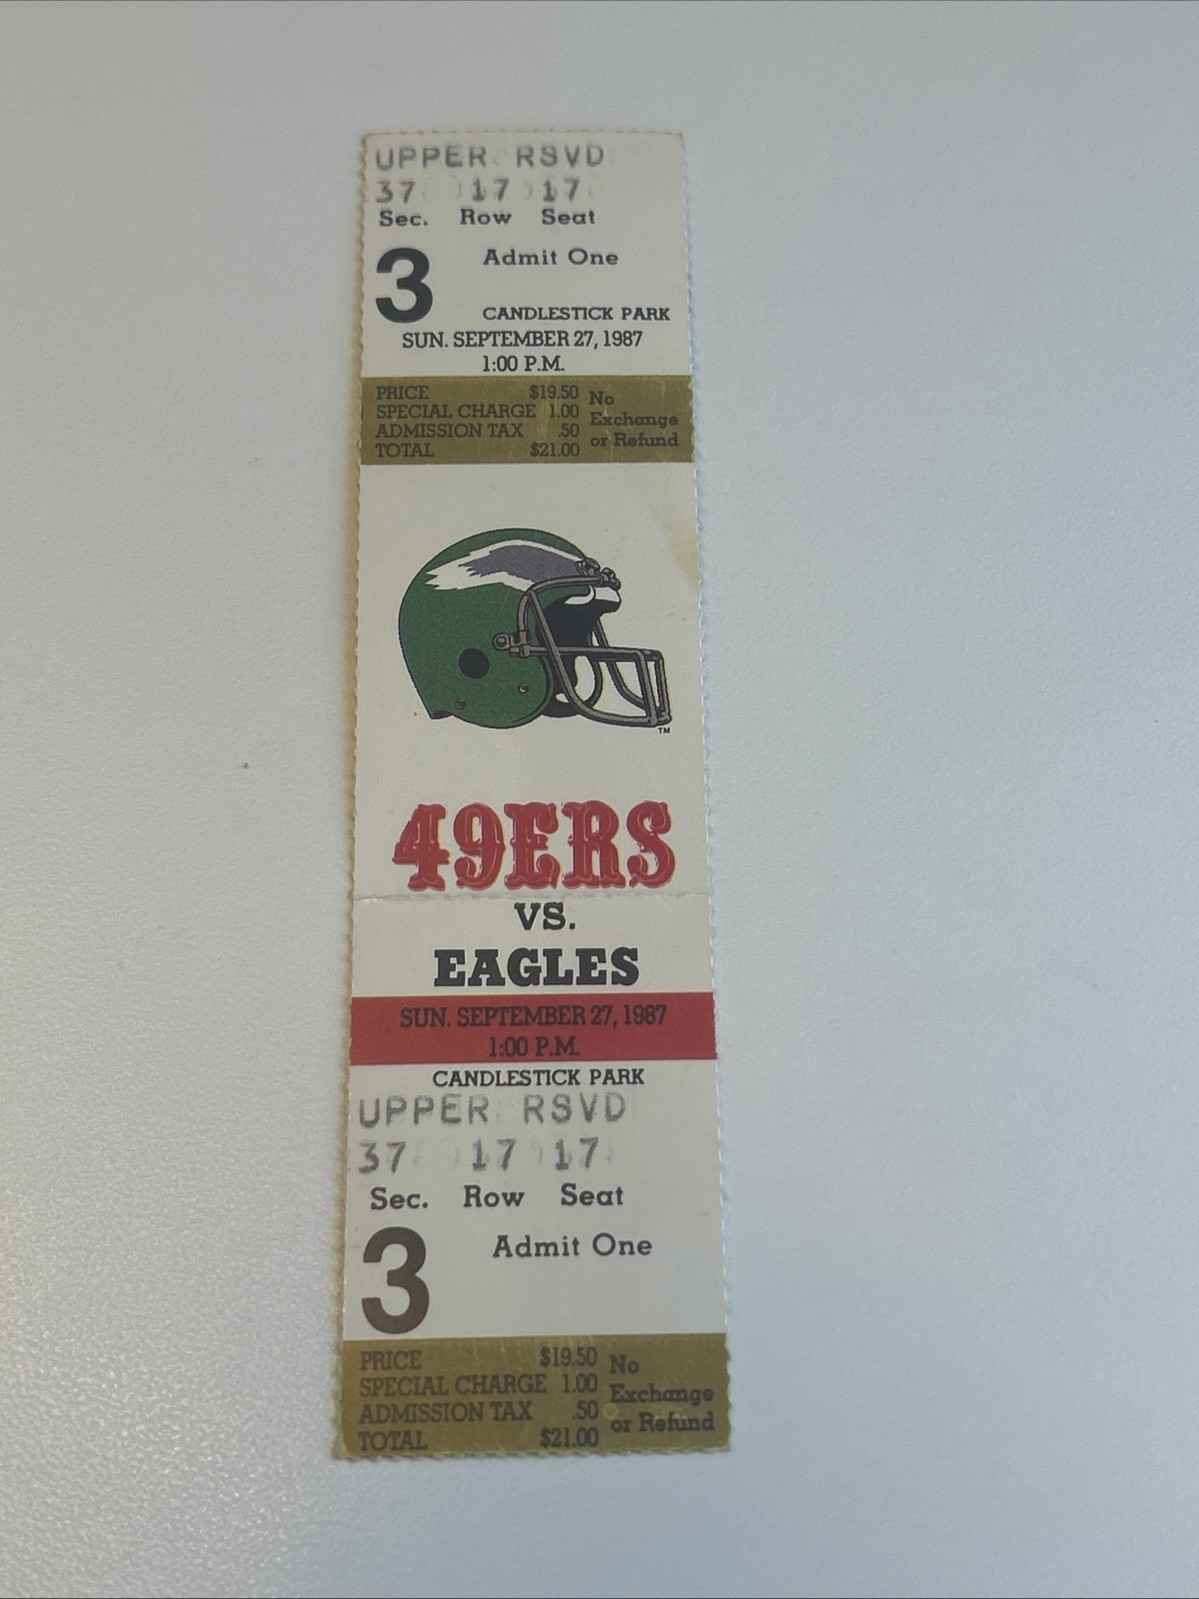 UPPER RSVD
37 17 17
Sec. Row Seat
3 Admit One
CANDLESTICK PARK
SUN. SEPTEMBER 27, 1987
1:00 P.M.
PRICE $19.50
SPECIAL CHARGE 1.00
ADMISSION TAX .50
TOTAL $21.00
No
Exchange
or Refund
TM
49ERS
VS.
EAGLES
SUN. SEPTEMBER 27, 1987
1:00 P.M.
CANDLESTICK PARK
UPPER RSVD
37 17 17
Sec. Row Seat
3 Admit One
PRICE $19.50
SPECIAL CHARGE 1.00
ADMISSION TAX .50
TOTAL $21.00
No
Exchange
or Refund